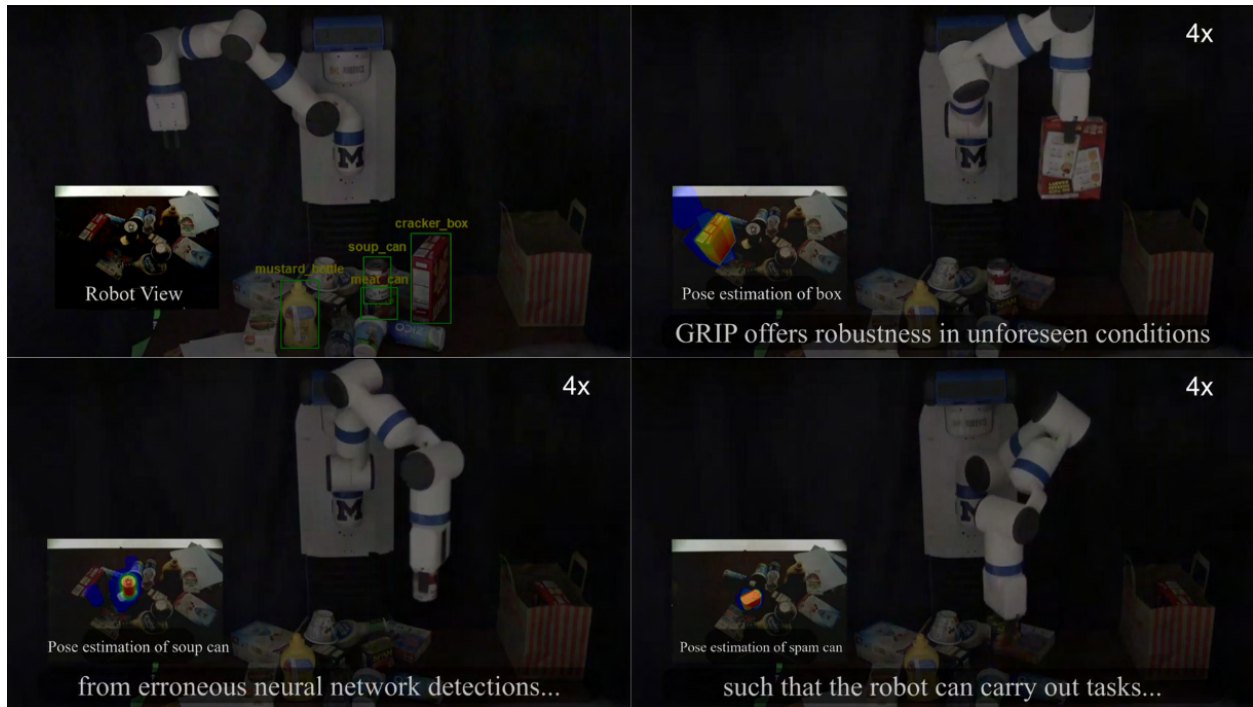 M
cracker_box
soup_can
mustard_bottle
meat_can
Robot View
ZICO
4x
M
Pose estimation of box
GRIP offers robustness in unforeseen conditions
4x
M
Pose estimation of soup can
from erroneous neural network detections...
4x
M
Pose estimation of spam can
such that the robot can carry out tasks...